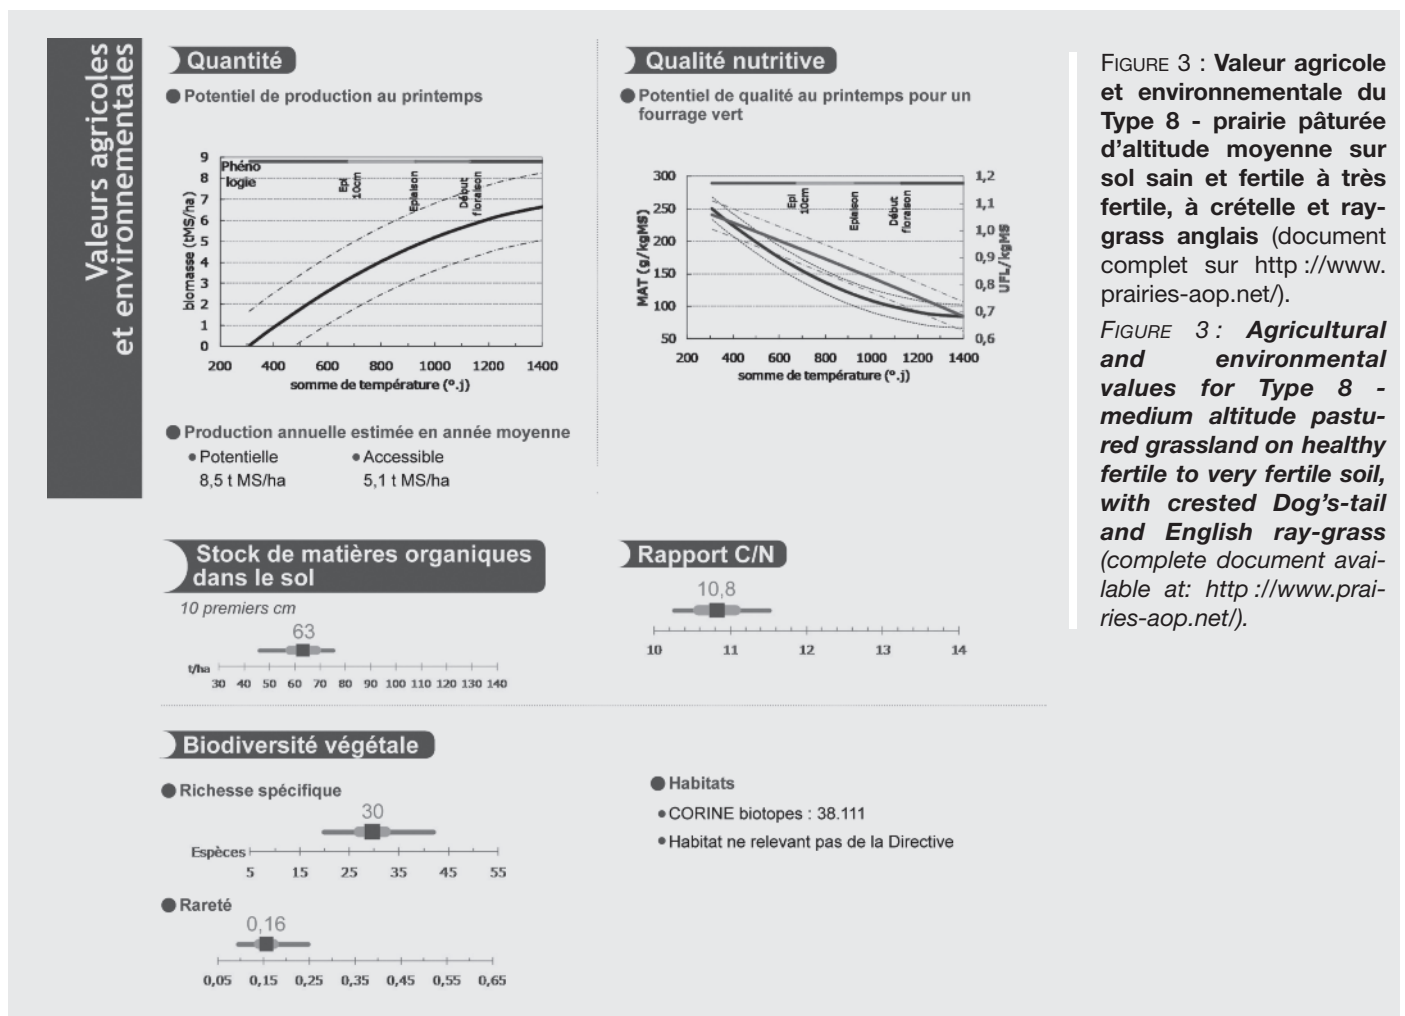 Valeurs agricoles
et environnementales
Quantité
Potentiel de production au printemps
9
8
7
6
5
4
3
2
1
0
biomasse (tMS/ha)
Phéno
logie
Epi
10cm
Epiaison
Début
floraison
200 400 600 800 1000 1200 1400
somme de température (°.j)
Production annuelle estimée en année moyenne
Potentielle
8,5 t MS/ha
Accessible
5,1 t MS/ha
Qualité nutritive
Potentiel de qualité au printemps pour un
fourrage vert
300
250
200
150
100
50
MAT (g/kgMS)
Epi
10cm
Epiaison
Début
floraison
1,2
1,1
1,0
0,9
0,8
0,7
0,6
UFL/kgMS
200 400 600 800 1000 1200 1400
somme de température (°.j)
Stock de matières organiques
dans le sol
10 premiers cm
63
t/ha
30 40 50 60 70 80 90 100 110 120 130 140
Rapport C/N
10,8
10 11 12 13 14
Biodiversité végétale
Richesse spécifique
30
Espèces
5 15 25 35 45 55
Rareté
0,16
0,05 0,15 0,25 0,35 0,45 0,55 0,65
Habitats
CORINE biotopes : 38.111
Habitat ne relevant pas de la Directive
FIGURE 3 : Valeur agricole
et environnementale du
Type 8 - prairie pâturée
d'altitude moyenne sur
sol sain et fertile à très
fertile, à crételle et ray-
grass anglais (document
complet sur http ://www.
prairies-aop.net/).
FIGURE 3 : Agricultural
and environmental
values for Type 8 -
medium altitude pastu-
red grassland on healthy
fertile to very fertile soil,
with crested Dog's-tail
and English ray-grass
(complete document avai-
lable at: http ://www.prai-
ries-aop.net/).